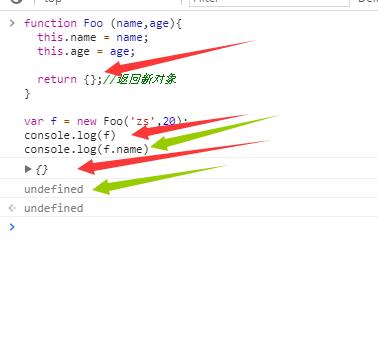 top
Filter
function Foo (name,age){
this.name = name;
this.age = age;
return {};//返回新对象
}
var f = new Foo('zs',20);
console.log(f)
console.log(f.name)
{}
undefined
undefined